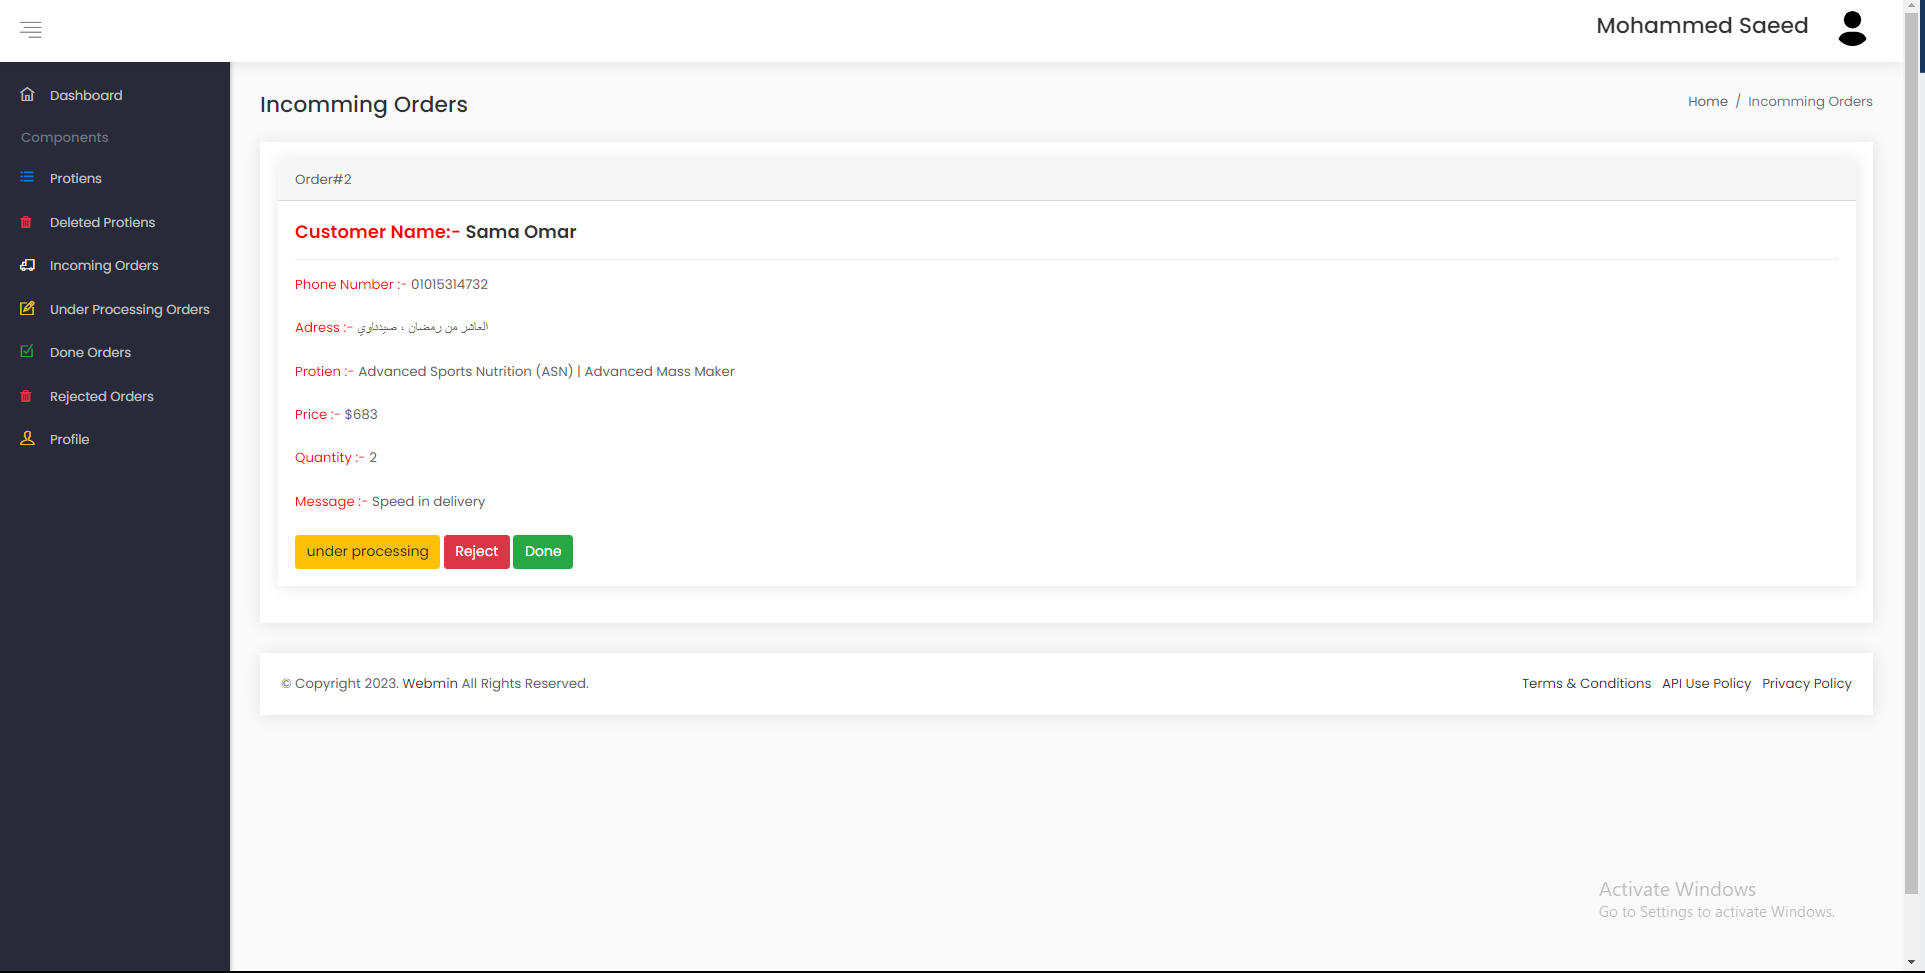 Mohammed Saeed
Dashboard
Components
Protiens
Deleted Protiens
Incoming Orders
Under Processing Orders
Done Orders
Rejected Orders
Profile
Incomming Orders
Home / Incomming Orders
Order#2
Customer Name:- Sama Omar
Phone Number :- 01015314732
Adress :- العاشر من رمضان ، صيدناوي
Protien :- Advanced Sports Nutrition (ASN) | Advanced Mass Maker
Price :- $683
Quantity :- 2
Message :- Speed in delivery
under processing Reject Done
© Copyright 2023. Webmin All Rights Reserved.
Terms & Conditions API Use Policy Privacy Policy
Activate Windows
Go to Settings to activate Windows.